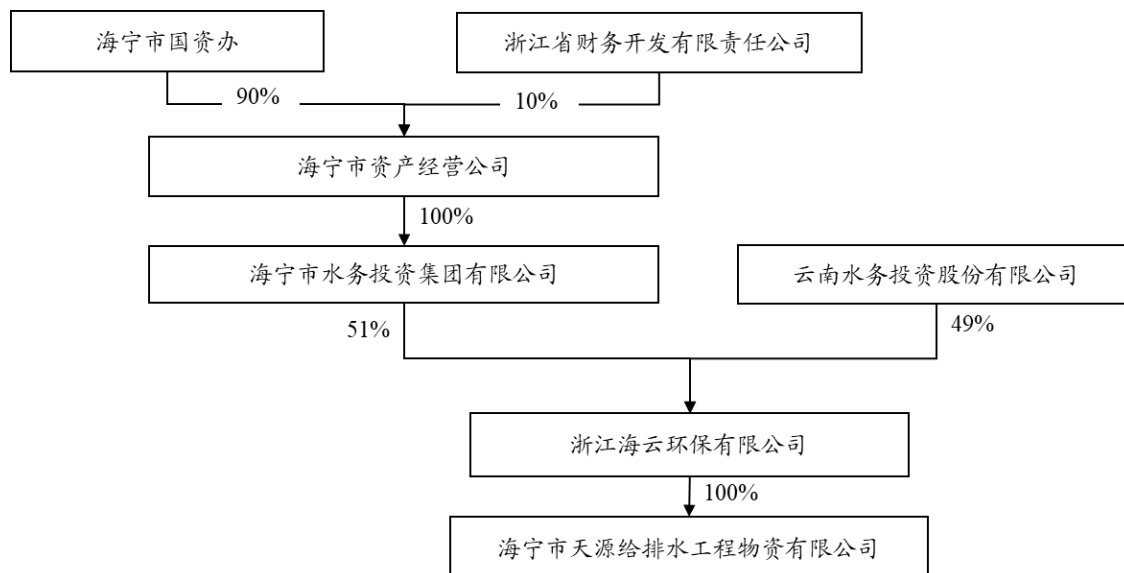 海宁市国资办
浙江省财务开发有限责任公司
90%
10%
海宁市资产经营公司
100%
海宁市水务投资集团有限公司
云南水务投资股份有限公司
51%
49%
浙江海云环保有限公司
100%
海宁市天源给排水工程物资有限公司